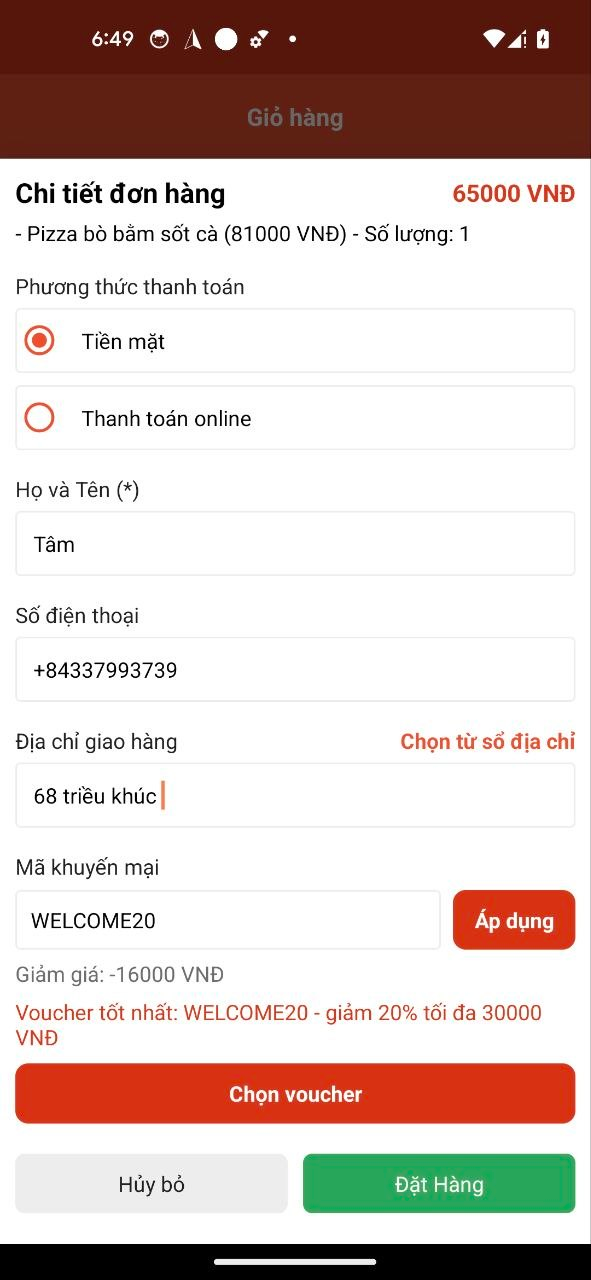 6:49
Giỏ hàng
Chi tiết đơn hàng 65000 VNĐ
- Pizza bò bằm sốt cà (81000 VNĐ) - Số lượng: 1
Phương thức thanh toán
Tiền mặt
Thanh toán online
Họ và Tên (*)
Tâm
Số điện thoại
+84337993739
Địa chỉ giao hàng Chọn từ sổ địa chỉ
68 triều khúc
Mã khuyến mại
WELCOME20 Áp dụng
Giảm giá: -16000 VNĐ
Voucher tốt nhất: WELCOME20 - giảm 20% tối đa 30000
VNĐ
Chọn voucher
Hủy bỏ Đặt Hàng